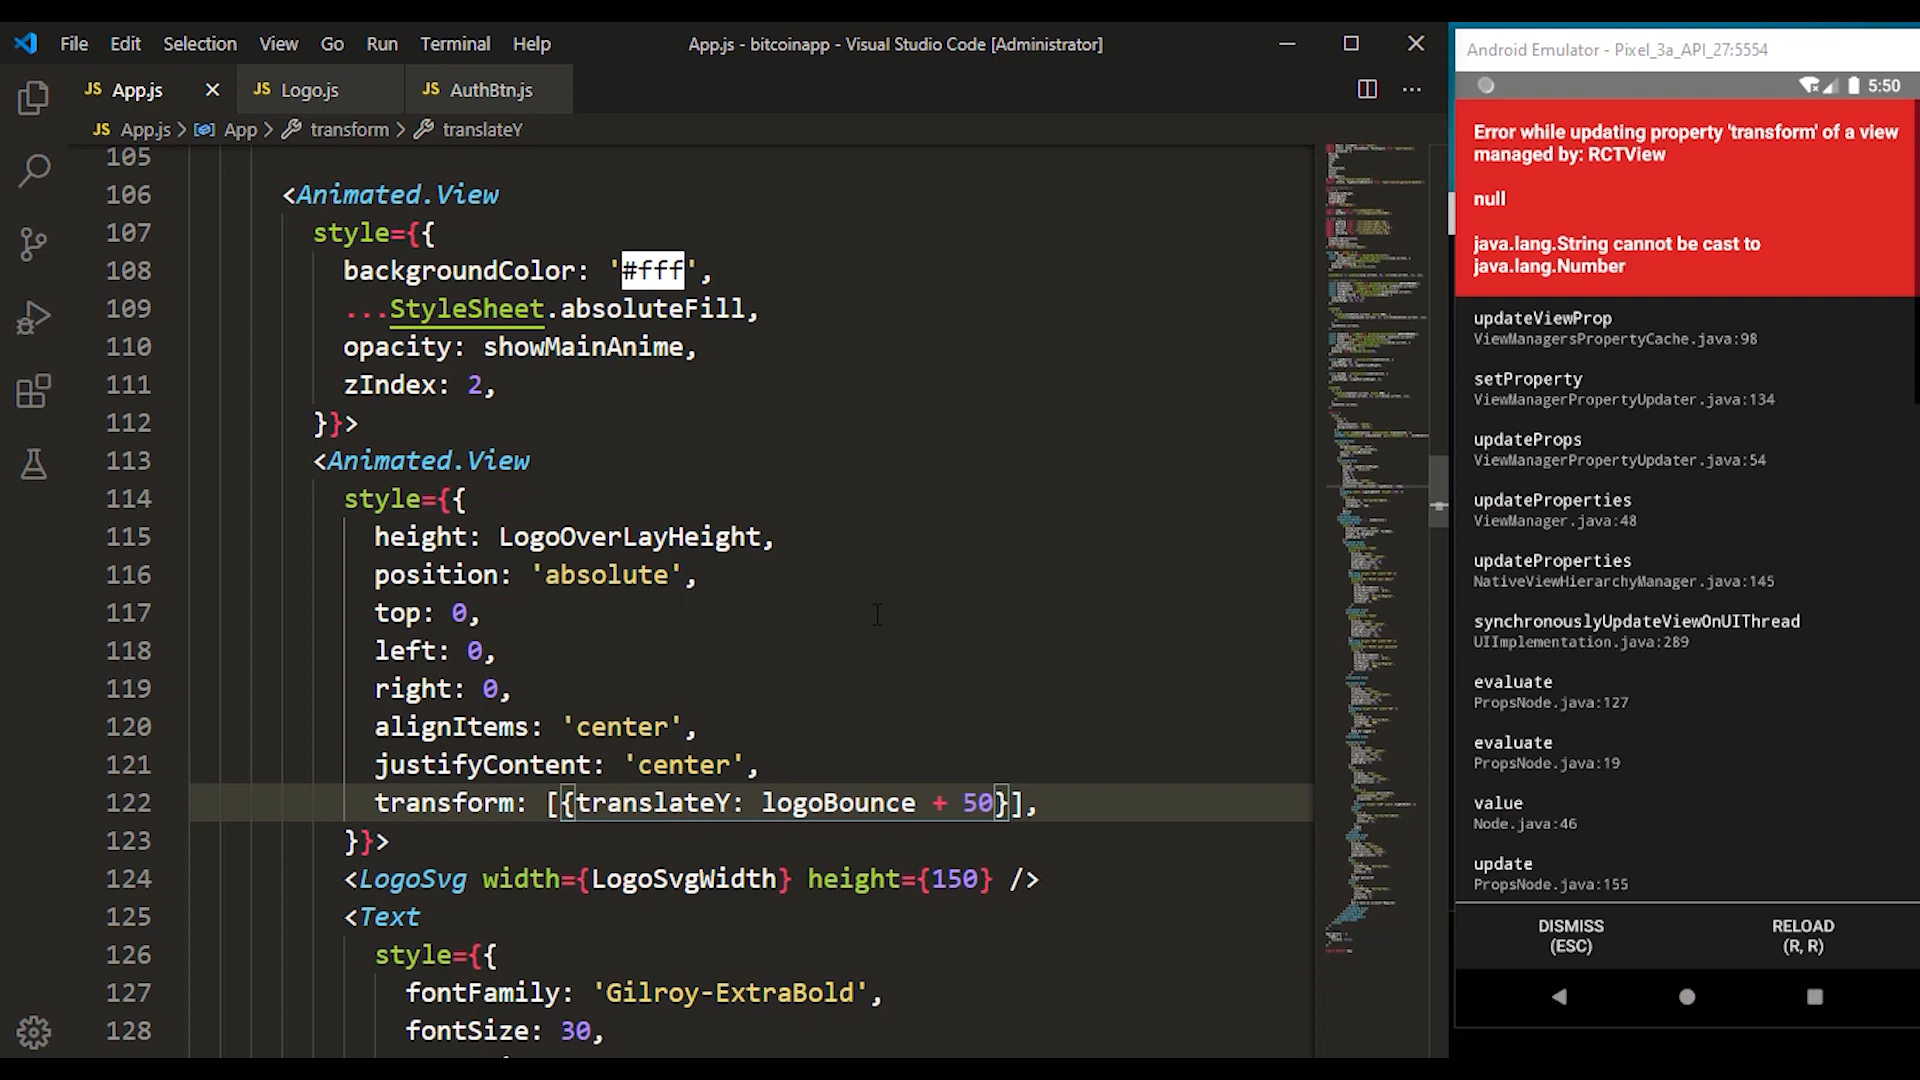 File Edit Selection View Go Run Terminal Help App.js - bitcoinapp - Visual Studio Code [Administrator]
JS App.js JS Logo.js JS AuthBtn.js
JS App.js > App > transform > translateY
105
106 <Animated.View
107 style={{
108 backgroundColor: '#fff',
109 ...StyleSheet.absoluteFill,
110 opacity: showMainAnime,
111 zIndex: 2,
112 }}>
113 <Animated.View
114 style={{
115 height: LogoOverLayHeight,
116 position: 'absolute',
117 top: 0,
118 left: 0,
119 right: 0,
120 alignItems: 'center',
121 justifyContent: 'center',
122 transform: [{translateY: logoBounce + 50}],
123 }}>
124 <LogoSvg width={LogoSvgWidth} height={150} />
125 <Text
126 style={{
127 fontFamily: 'Gilroy-ExtraBold',
128 fontSize: 30,
Android Emulator - Pixel_3a_API_27:5554
5:50
Error while updating property 'transform' of a view
managed by: RCTView
null
java.lang.String cannot be cast to
java.lang.Number
updateViewProp
ViewManagersPropertyCache.java:98
setProperty
ViewManagerPropertyUpdater.java:134
updateProps
ViewManagerPropertyUpdater.java:54
updateProperties
ViewManager.java:48
updateProperties
NativeViewHierarchyManager.java:145
synchronouslyUpdateViewOnUIThread
UIImplementation.java:289
evaluate
PropsNode.java:127
evaluate
PropsNode.java:19
value
Node.java:46
update
PropsNode.java:155
DISMISS
(ESC)
RELOAD
(R, R)